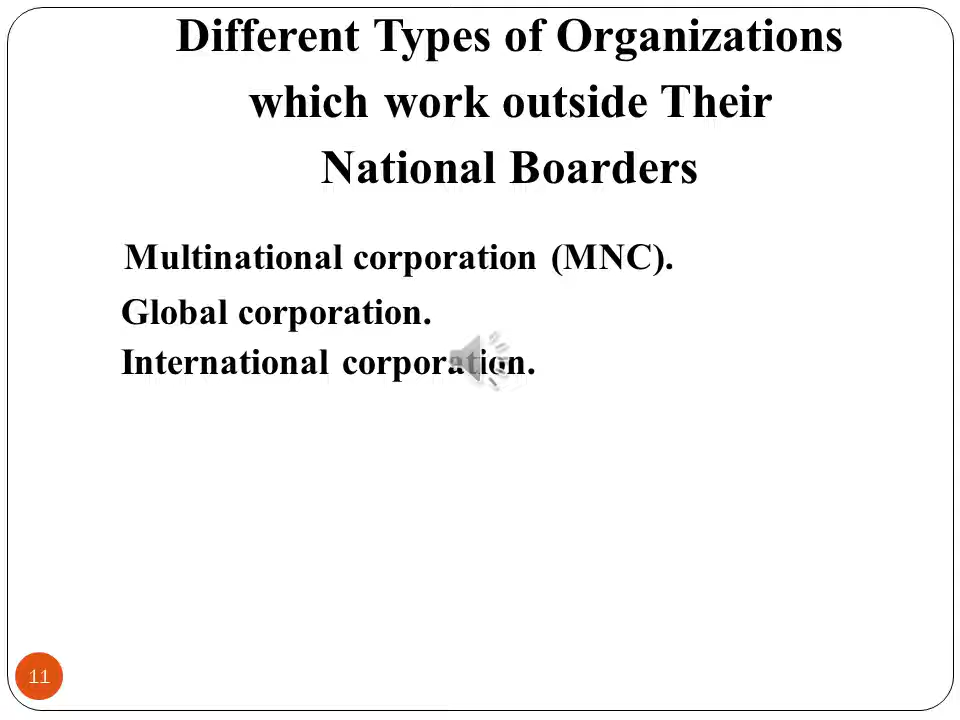 Different Types of Organizations
which work outside Their
National Boarders
Multinational corporation (MNC).
Global corporation.
International corporation.
11